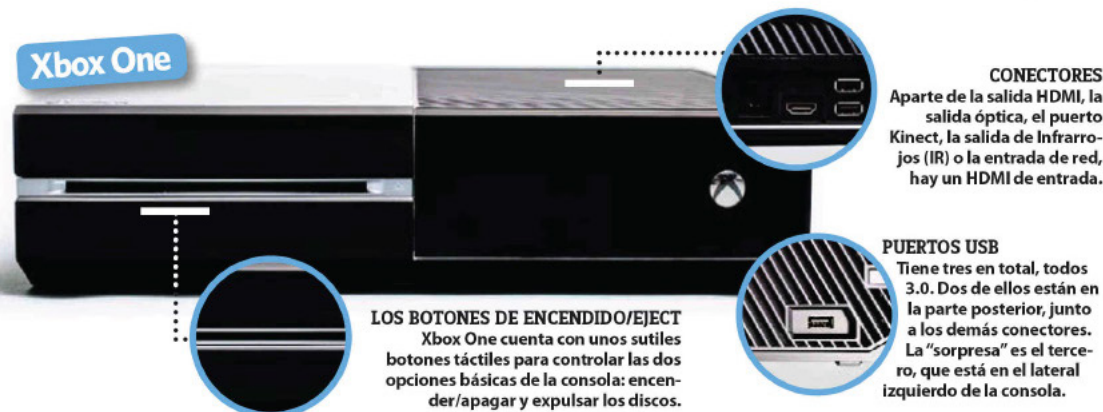 Xbox One
CONECTORES
Aparte de la salida HDMI, la
salida óptica, el puerto
Kinect, la salida de Infrarro-
jos (IR) o la entrada de red,
hay un HDMI de entrada.
PUERTOS USB
Tiene tres en total, todos
3.0. Dos de ellos están en
la parte posterior, junto
a los demás conectores.
La “sorpresa” es el terce-
ro, que está en el lateral
izquierdo de la consola.
LOS BOTONES DE ENCENDIDO/EJECT
Xbox One cuenta con unos sutiles
botones táctiles para controlar las dos
opciones básicas de la consola: encen-
der/apagar y expulsar los discos.